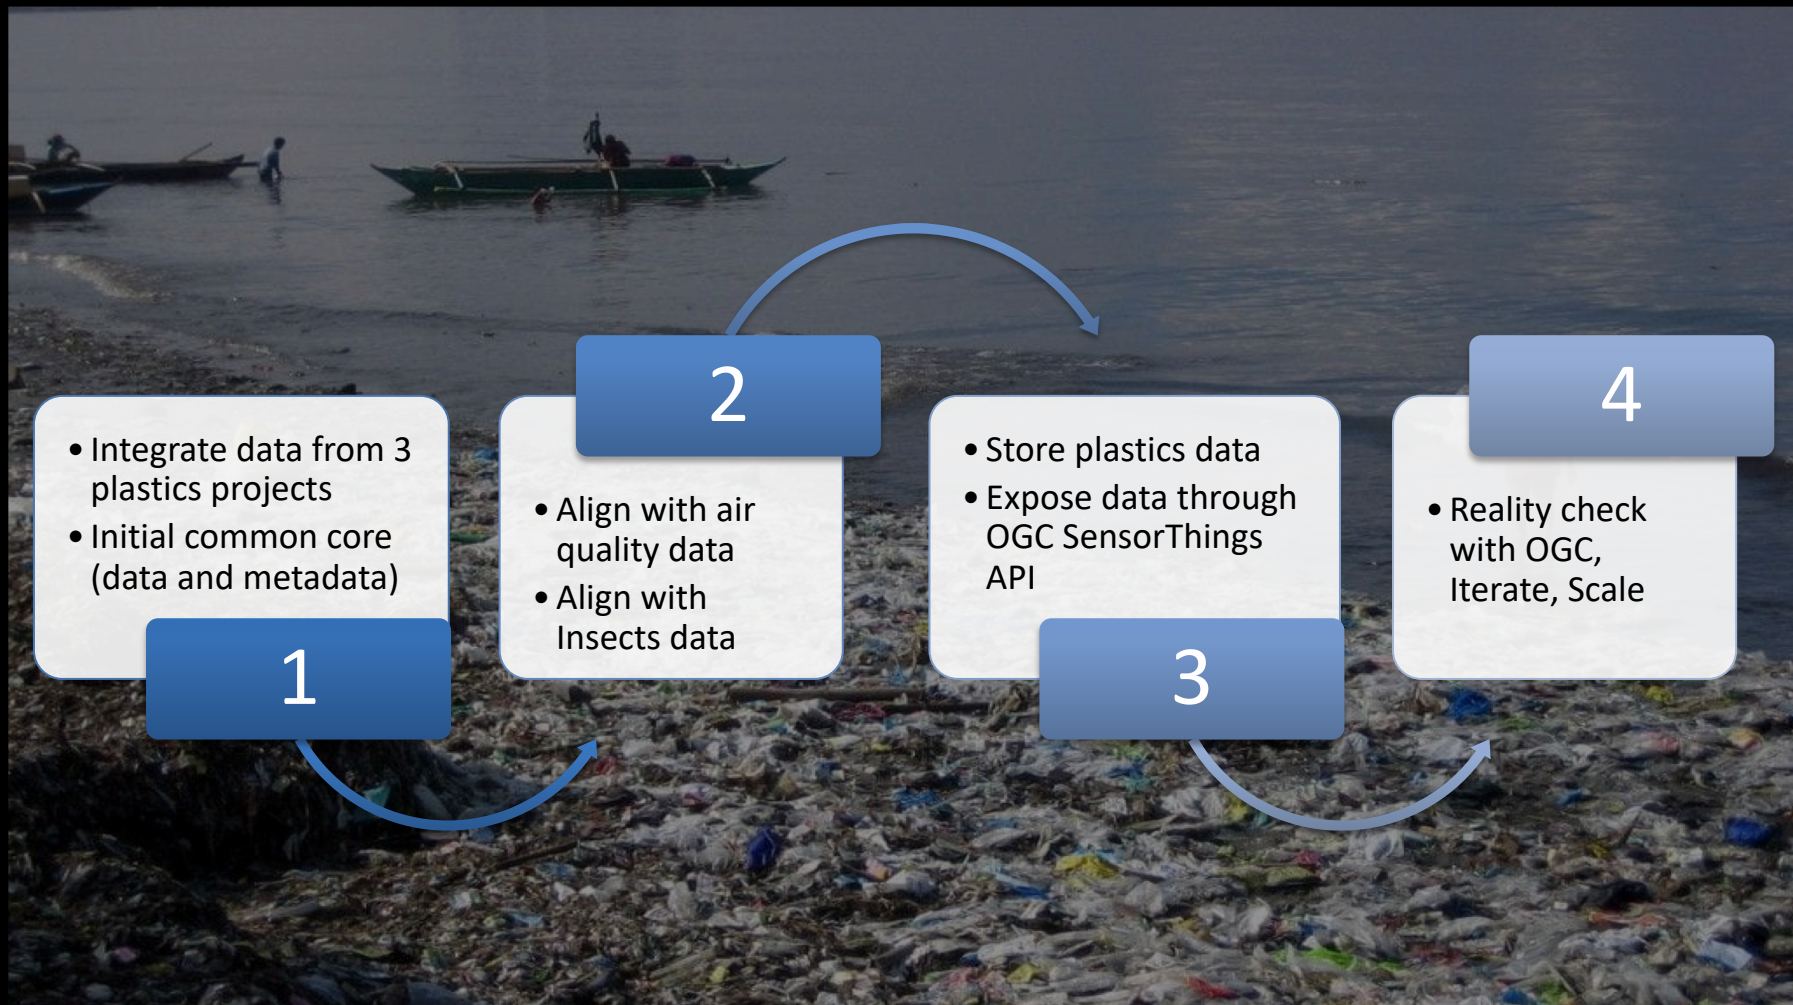 • Integrate data from 3
plastics projects
• Initial common core
(data and metadata)
1
2
• Align with air
quality data
• Align with
Insects data
• Store plastics data
• Expose data through
OGC SensorThings
API
3
4
• Reality check
with OGC,
Iterate, Scale